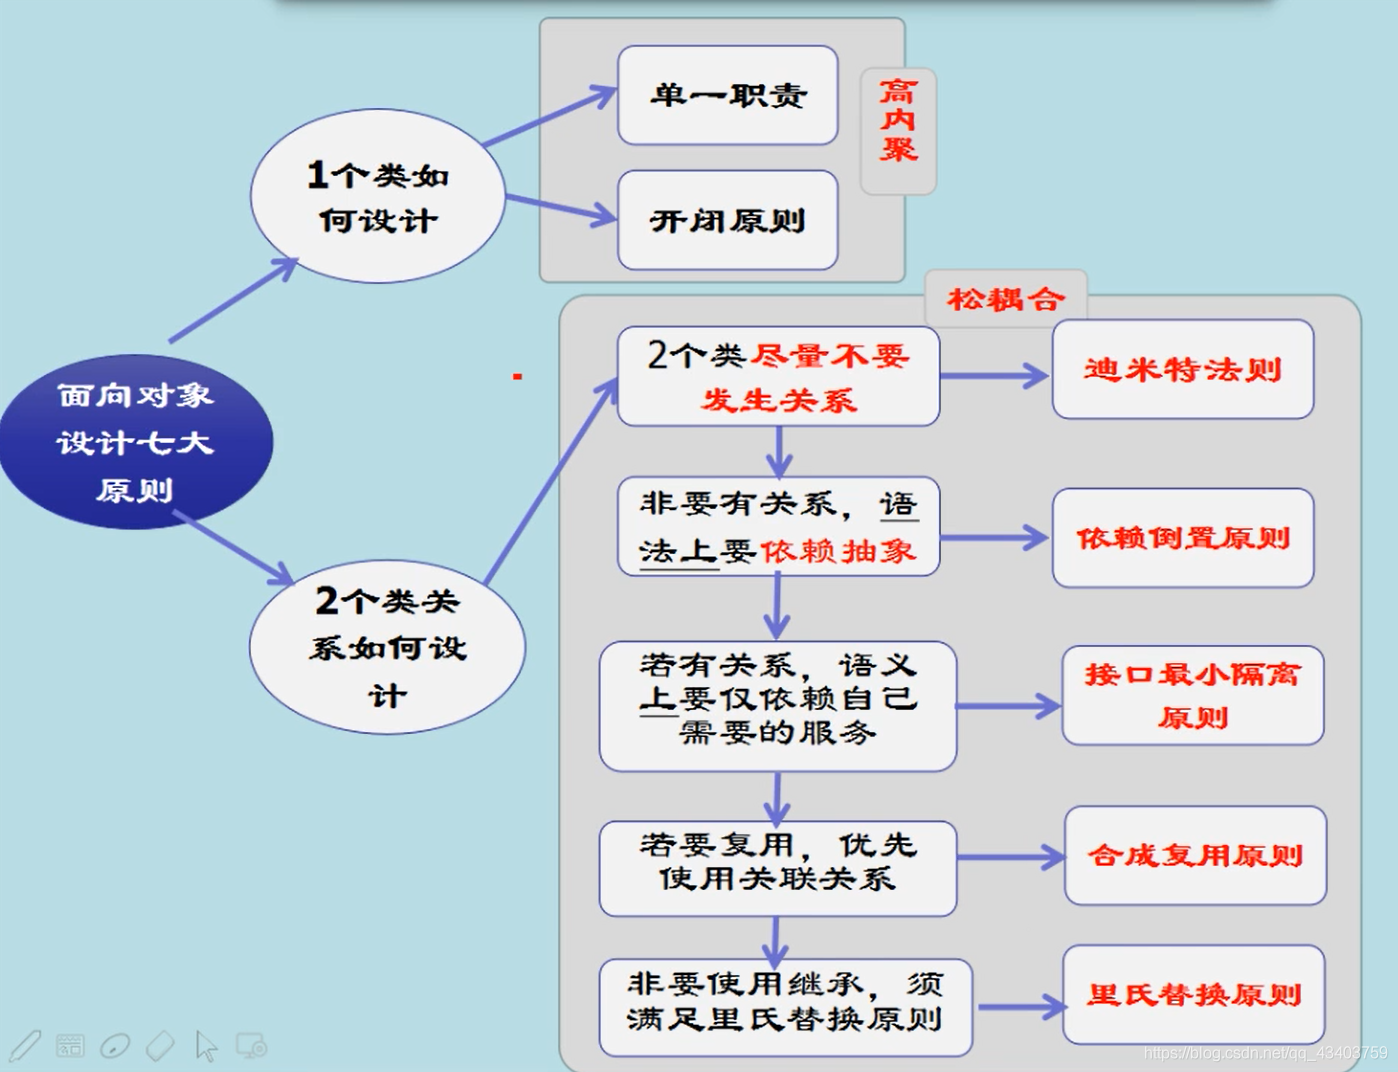 单一职责
高
内
聚
1个类如
何设计
开闭原则
松耦合
面向对象
设计七大
原则
2个类尽量不要
发生关系
迪米特法则
非要有关系，语
法上要依赖抽象
依赖倒置原则
2个类关
系如何设
计
若有关系，语义
上要仅依赖自己
需要的服务
接口最小隔离
原则
若要复用，优先
使用关联关系
合成复用原则
非要使用继承，须
满足里氏替换原则
里氏替换原则
https://blog.csdn.net/qq_43403759